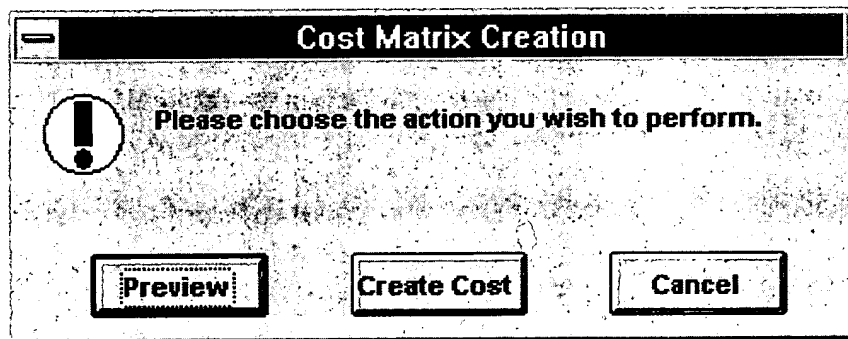 Cost Matrix Creation
Please choose the action you wish to perform.
Preview Create Cost Cancel